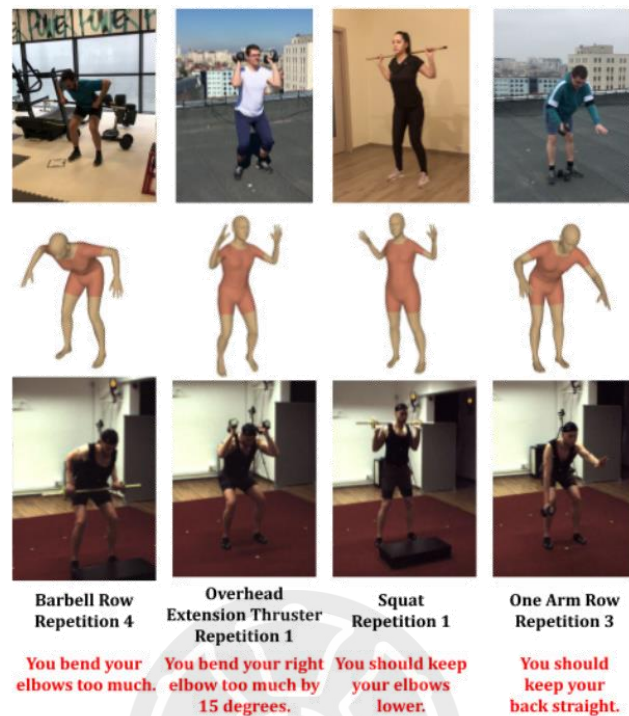 POWER
Barbell Row
Repetition 4
Overhead
Extension Thruster
Repetition 1
Squat
Repetition 1
One Arm Row
Repetition 3
You bend your
elbows too much.
You bend your right
elbow too much by
15 degrees.
You should keep
your elbows
lower.
You should
keep your
back straight.